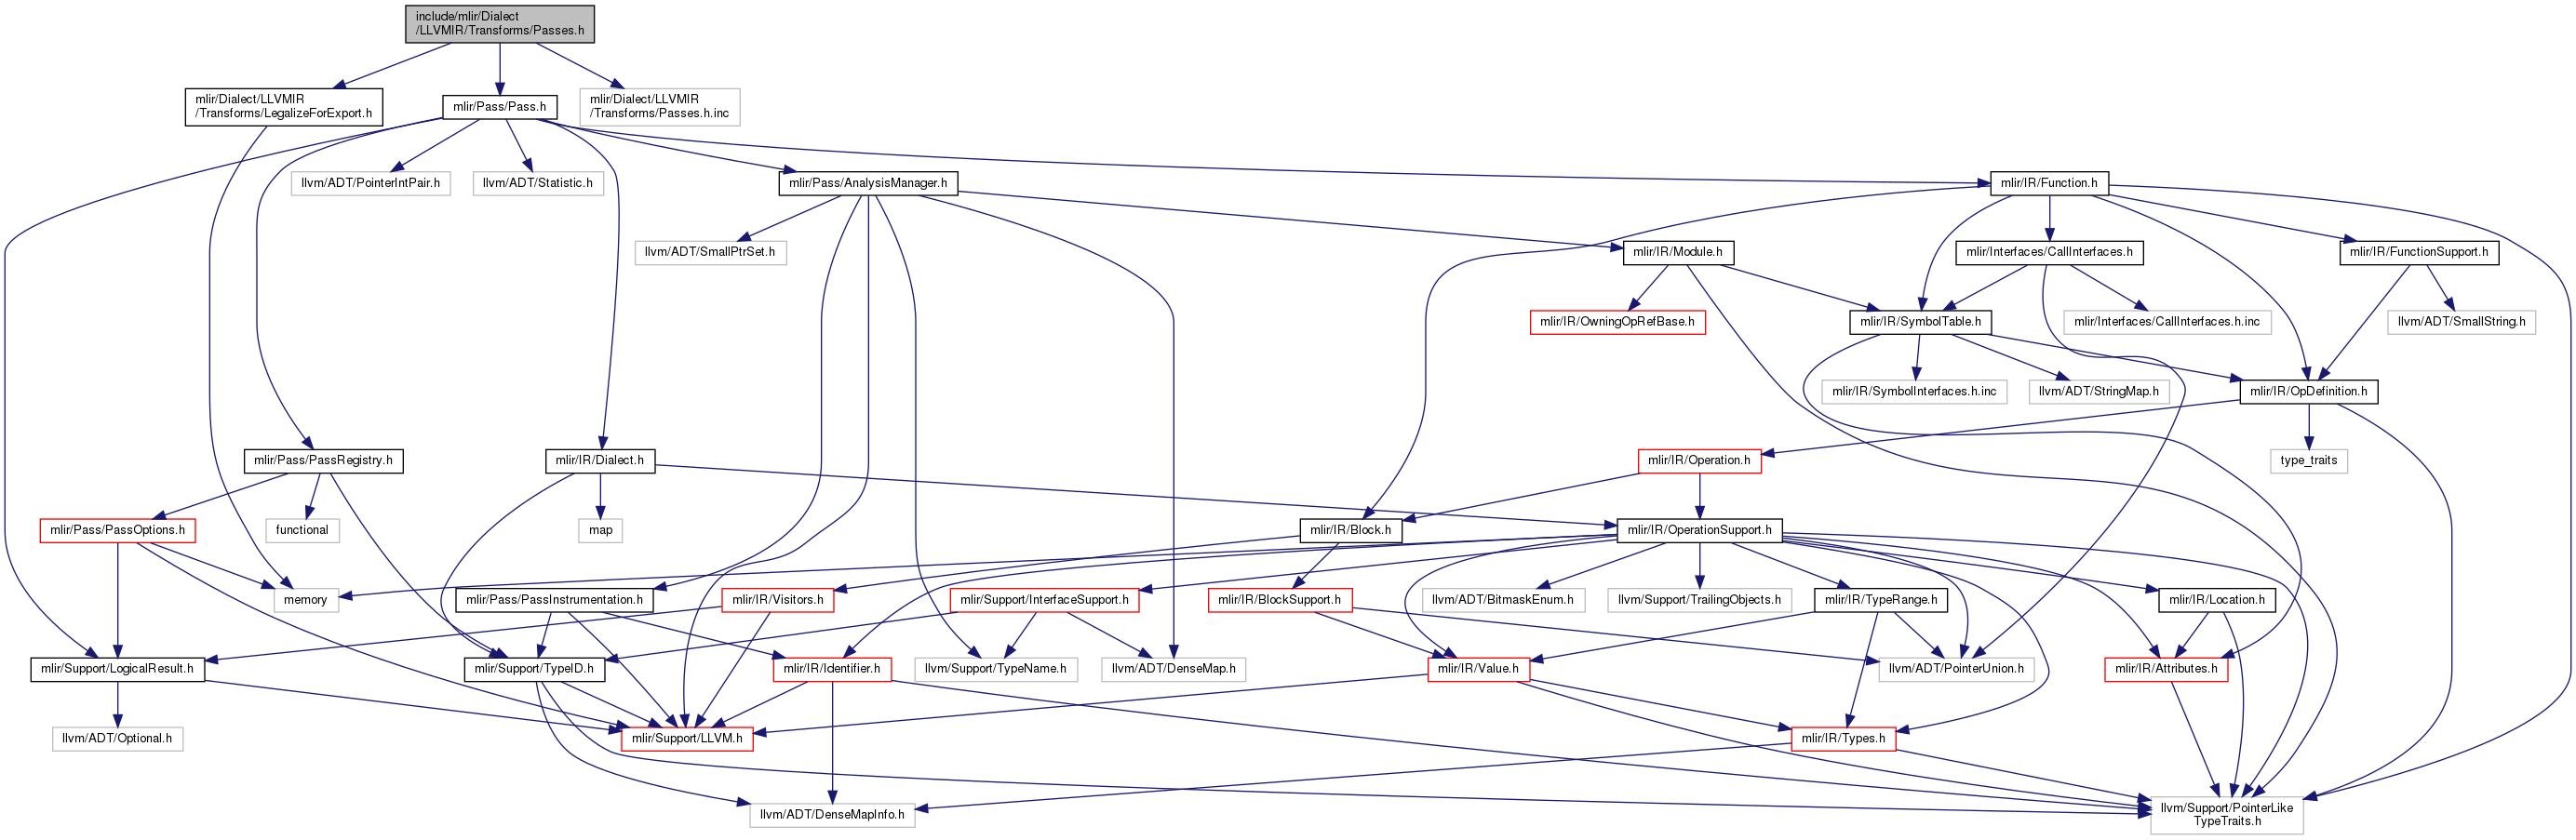 include/mlir/Dialect
/LLVMIR/Transforms/Passes.h
mlir/Dialect/LLVMIR
/Transforms/LegalizeForExport.h
mlir/Pass/Pass.h
mlir/Dialect/LLVMIR
/Transforms/Passes.h.inc
llvm/ADT/PointerIntPair.h
llvm/ADT/Statistic.h
mlir/Pass/AnalysisManager.h
mlir/IR/Function.h
llvm/ADT/SmallPtrSet.h
mlir/IR/Module.h
mlir/Interfaces/CallInterfaces.h
mlir/IR/FunctionSupport.h
mlir/IR/OwningOpRefBase.h
mlir/IR/SymbolTable.h
mlir/Interfaces/CallInterfaces.h.inc
llvm/ADT/SmallString.h
mlir/IR/SymbolInterfaces.h.inc
llvm/ADT/StringMap.h
mlir/IR/OpDefinition.h
mlir/Pass/PassRegistry.h
mlir/IR/Dialect.h
mlir/IR/Operation.h
type_traits
mlir/Pass/PassOptions.h
functional
map
mlir/IR/Block.h
mlir/IR/OperationSupport.h
memory
mlir/Pass/PassInstrumentation.h
mlir/IR/Visitors.h
mlir/Support/InterfaceSupport.h
mlir/IR/BlockSupport.h
llvm/ADT/BitmaskEnum.h
llvm/Support/TrailingObjects.h
mlir/IR/TypeRange.h
mlir/IR/Location.h
mlir/Support/LogicalResult.h
mlir/Support/TypeID.h
mlir/IR/Identifier.h
llvm/Support/TypeName.h
llvm/ADT/DenseMap.h
mlir/IR/Value.h
llvm/ADT/PointerUnion.h
mlir/IR/Attributes.h
llvm/ADT/Optional.h
mlir/Support/LLVM.h
mlir/IR/Types.h
llvm/ADT/DenseMapInfo.h
llvm/Support/PointerLike
TypeTraits.h